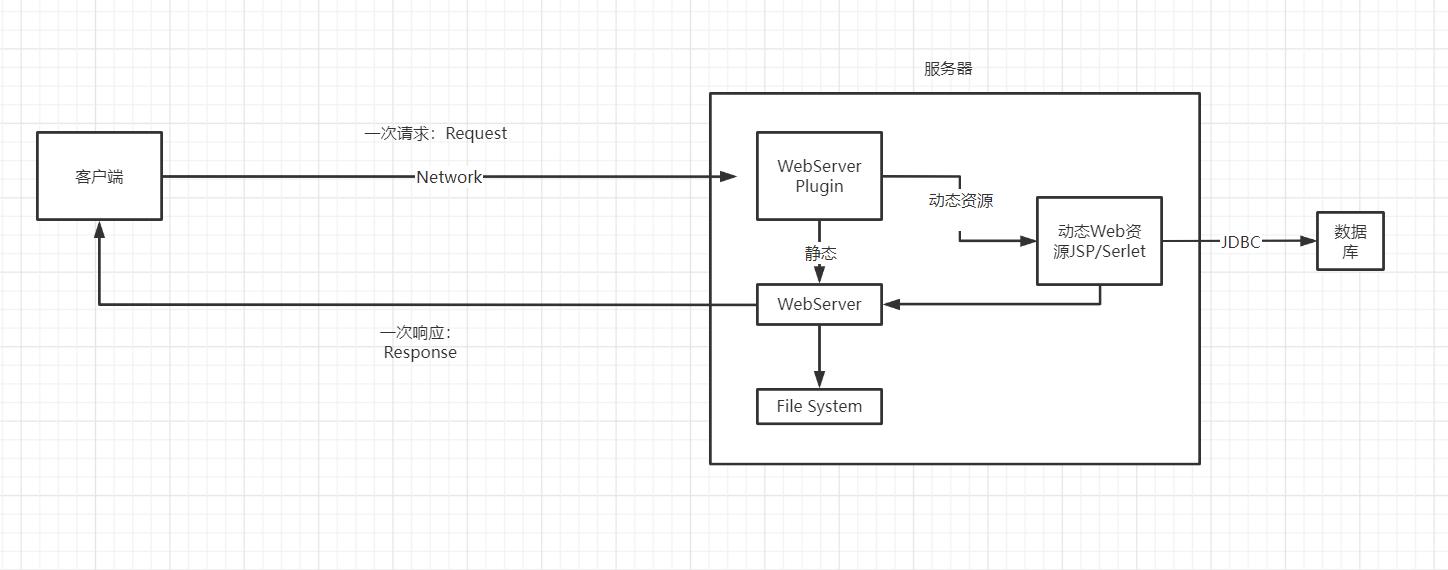 服务器
一次请求：Request
客户端
Network
WebServer
Plugin
动态资源
动态Web资
源JSP/Serlet
JDBC
数据
库
静态
WebServer
一次响应：
Response
File System